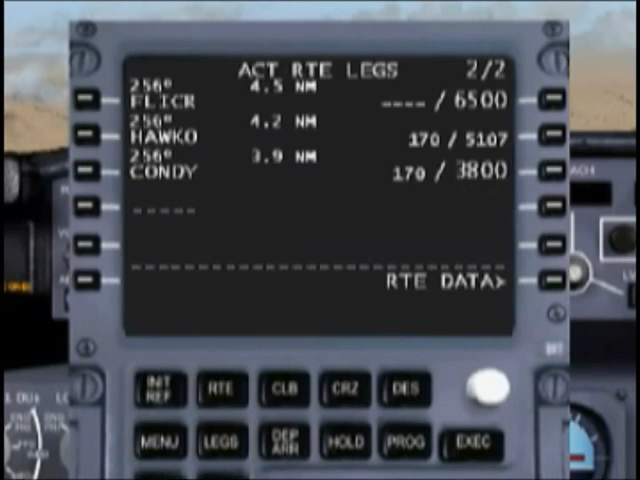 ACT RTE LEGS 2/2
256° 4.5 NM
FLICR ---- / 6500
256° 4.2 NM
HAWKO 170 / 5107
256° 3.9 NM
CONDY 170 / 3800
-----
RTE DATA>
BRT
INIT REF RTE CLB CRZ DES
MENU LEGS DEP ARR HOLD PROG EXEC